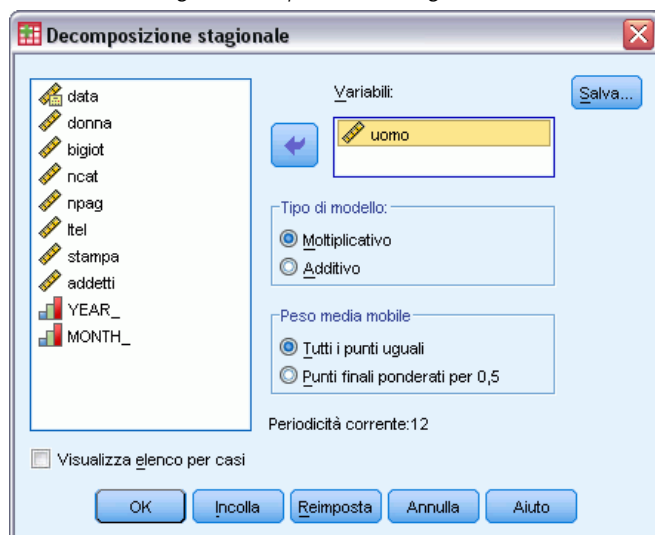 Decomposizione stagionale
data
donna
bigiot
ncat
npag
ltel
stampa
addetti
YEAR_
MONTH_
Variabili:
uomo
Salva...
Tipo di modello:
Moltiplicativo
Additivo
Peso media mobile
Tutti i punti uguali
Punti finali ponderati per 0,5
Periodicità corrente:12
Visualizza elenco per casi
OK Incolla Reimposta Annulla Aiuto